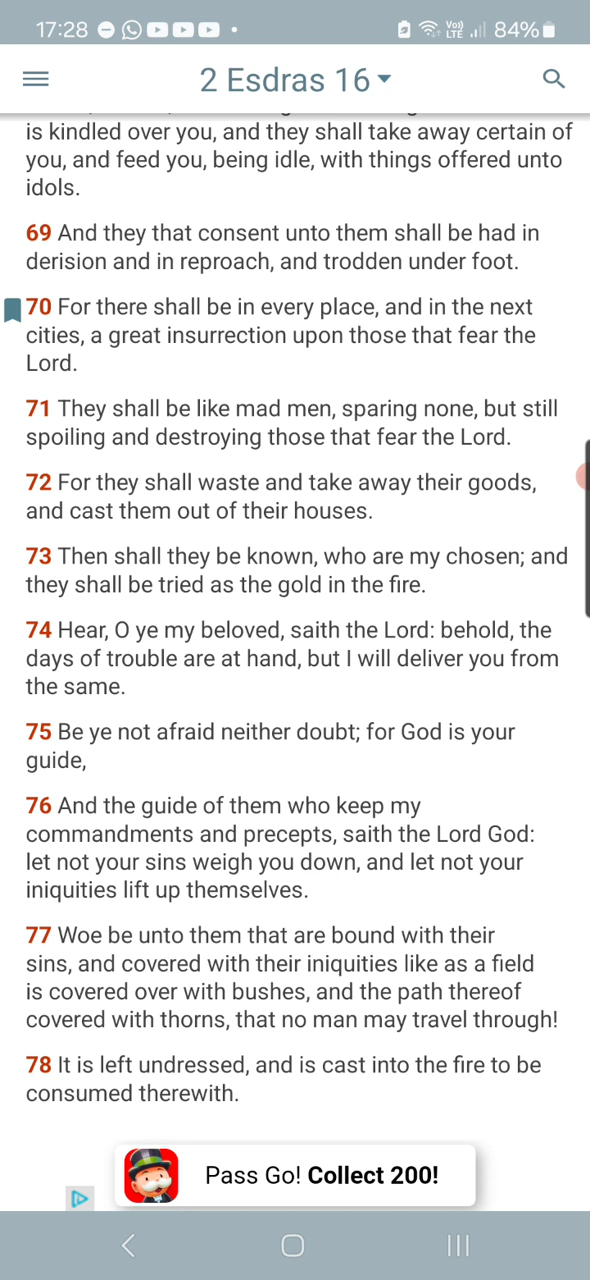 17:28
Vo)) LTE 84%
2 Esdras 16
is kindled over you, and they shall take away certain of
you, and feed you, being idle, with things offered unto
idols.
69 And they that consent unto them shall be had in
derision and in reproach, and trodden under foot.
70 For there shall be in every place, and in the next
cities, a great insurrection upon those that fear the
Lord.
71 They shall be like mad men, sparing none, but still
spoiling and destroying those that fear the Lord.
72 For they shall waste and take away their goods,
and cast them out of their houses.
73 Then shall they be known, who are my chosen; and
they shall be tried as the gold in the fire.
74 Hear, O ye my beloved, saith the Lord: behold, the
days of trouble are at hand, but I will deliver you from
the same.
75 Be ye not afraid neither doubt; for God is your
guide,
76 And the guide of them who keep my
commandments and precepts, saith the Lord God:
let not your sins weigh you down, and let not your
iniquities lift up themselves.
77 Woe be unto them that are bound with their
sins, and covered with their iniquities like as a field
is covered over with bushes, and the path thereof
covered with thorns, that no man may travel through!
78 It is left undressed, and is cast into the fire to be
consumed therewith.
Pass Go! Collect 200!